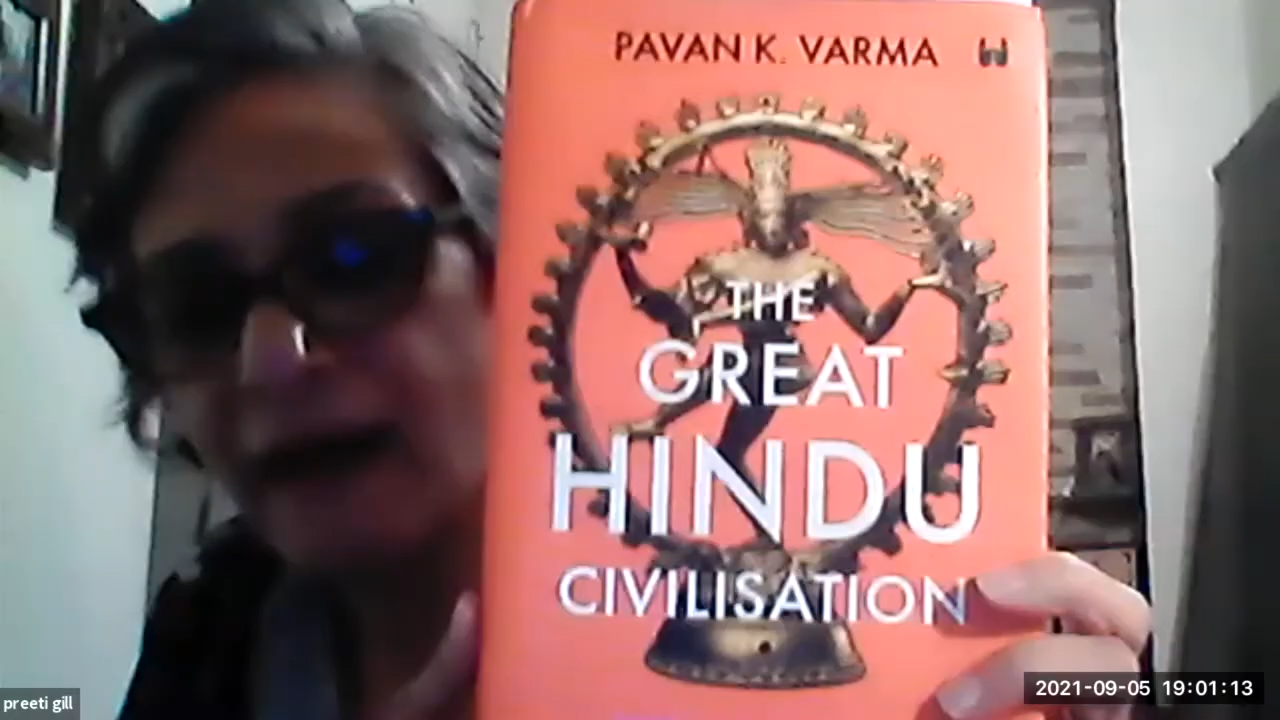 PAVAN K. VARMA
THE
GREAT
HINDU
CIVILISATION
preeti gill
2021-09-05 19:01:13